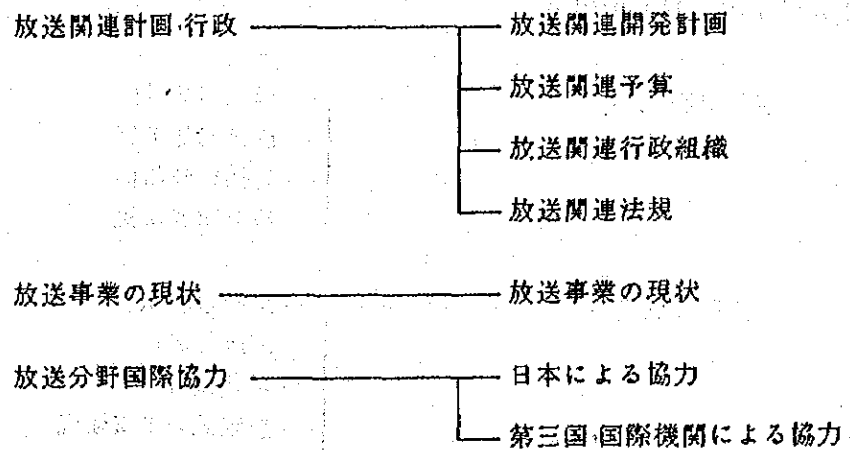 放送関連計画・行政 放送関連開発計画
放送関連予算
放送関連行政組織
放送関連法規
放送事業の現状 放送事業の現状
放送分野国際協力 日本による協力
第三国・国際機関による協力